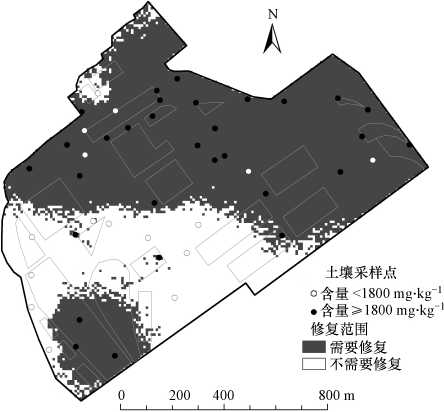 N
土壤采样点
○ 含量 <1800 mg·kg⁻¹
● 含量 ≥1800 mg·kg⁻¹
修复范围
需要修复
不需要修复
0 200 400 800 m